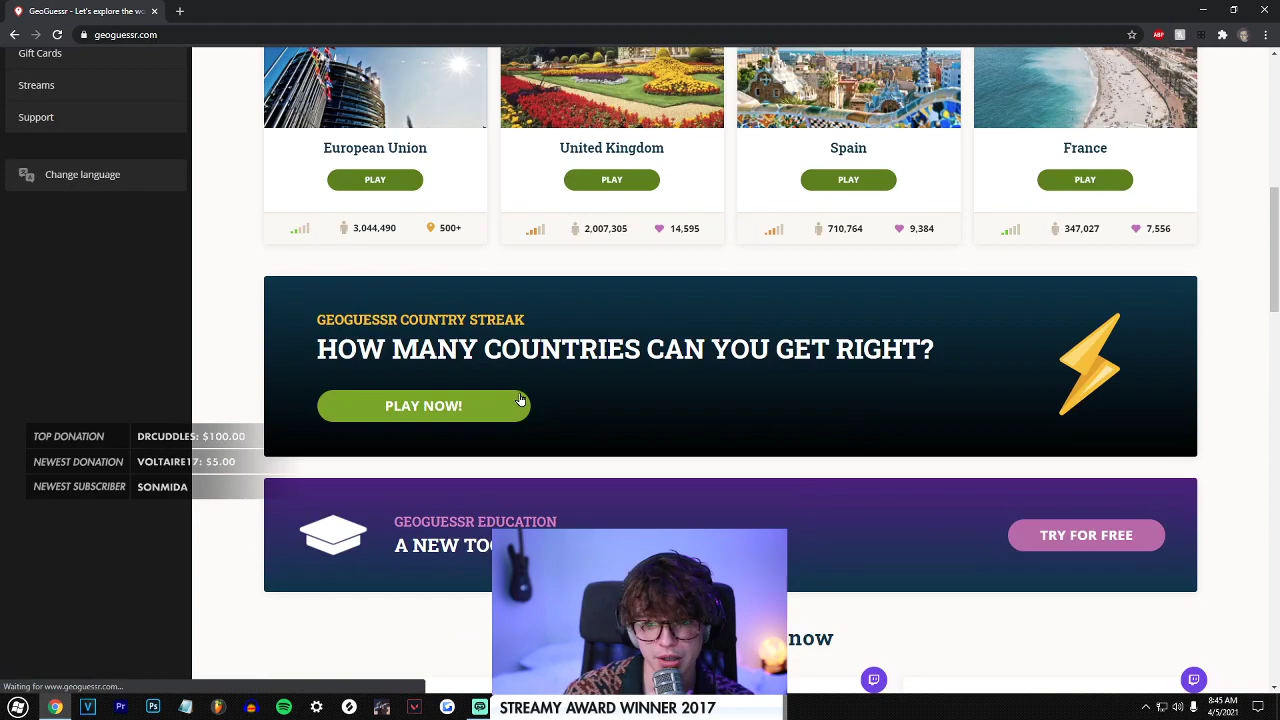 GeoGuessr - Let's explore the w
geoguessr.com
ABP
Gift Cards
Streams
Support
Change language
European Union
PLAY
3,044,490
500+
United Kingdom
PLAY
2,007,305
14,595
Spain
PLAY
710,764
9,384
France
PLAY
347,027
7,556
GEOGUESSR COUNTRY STREAK
HOW MANY COUNTRIES CAN YOU GET RIGHT?
PLAY NOW!
TOP DONATION DRCUDDLES: $100.00
NEWEST DONATION VOLTAIRE17: $5.00
NEWEST SUBSCRIBER SONMIDA
GEOGUESSR EDUCATION
A NEW TOO
TRY FOR FREE
now
Waiting for www.geoguessr.com...
STREAMY AWARD WINNER 2017
Pr
Ps
8:45 AM
4/5/2021